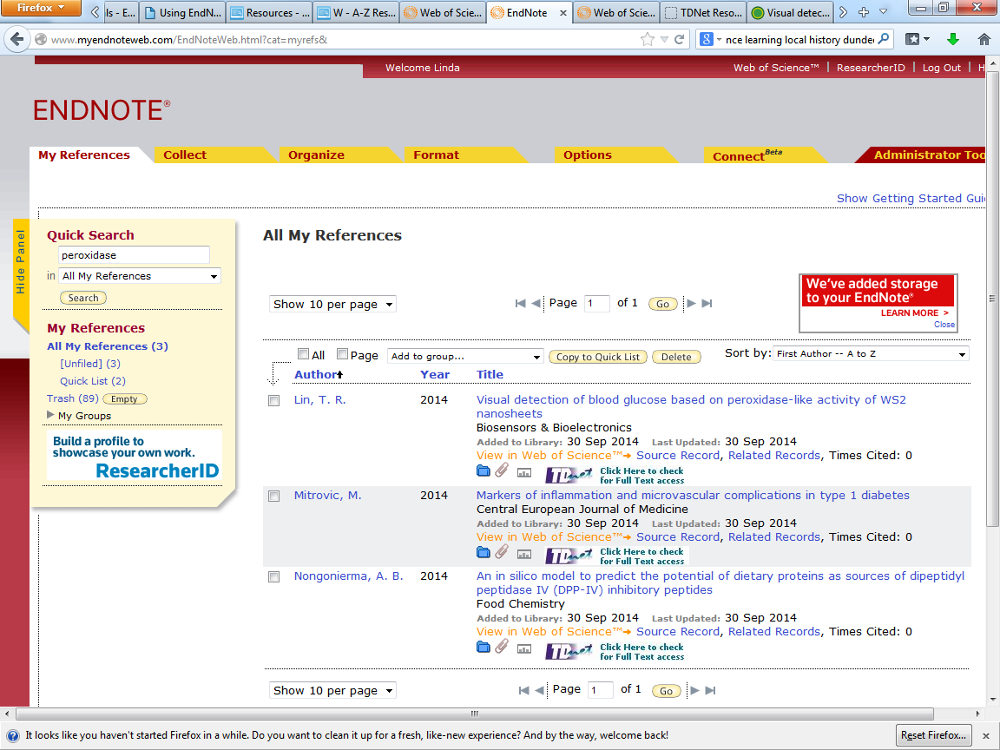 Firefox
ls - E...
Using EndN...
Resources - ...
W - A-Z Res...
Web of Scie...
EndNote
Web of Scie...
TDNet Reso...
Visual detec...
www.myendnoteweb.com/EndNoteWeb.html?cat=myrefs&
nce learning local history dunde
Welcome Linda
Web of Science™
ResearcherID
Log Out
H
ENDNOTE®
My References
Collect
Organize
Format
Options
Connect Beta
Administrator Too
Show Getting Started Gui
Hide Panel
Quick Search
peroxidase
in All My References
Search
My References
All My References (3)
[Unfiled] (3)
Quick List (2)
Trash (89) Empty
My Groups
Build a profile to
showcase your own work.
ResearcherID
All My References
Show 10 per page
Page 1 of 1 Go
We've added storage
to your EndNote®
LEARN MORE >
Close
All Page Add to group... Copy to Quick List Delete
Sort by: First Author -- A to Z
Author Year Title
Lin, T. R. 2014 Visual detection of blood glucose based on peroxidase-like activity of WS2
nanosheets
Biosensors & Bioelectronics
Added to Library: 30 Sep 2014 Last Updated: 30 Sep 2014
View in Web of Science™→ Source Record, Related Records, Times Cited: 0
TDnet Click Here to check
for Full Text access
Mitrovic, M. 2014 Markers of inflammation and microvascular complications in type 1 diabetes
Central European Journal of Medicine
Added to Library: 30 Sep 2014 Last Updated: 30 Sep 2014
View in Web of Science™→ Source Record, Related Records, Times Cited: 0
TDnet Click Here to check
for Full Text access
Nongonierma, A. B. 2014 An in silico model to predict the potential of dietary proteins as sources of dipeptidyl
peptidase IV (DPP-IV) inhibitory peptides
Food Chemistry
Added to Library: 30 Sep 2014 Last Updated: 30 Sep 2014
View in Web of Science™→ Source Record, Related Records, Times Cited: 0
TDnet Click Here to check
for Full Text access
Show 10 per page
Page 1 of 1 Go
It looks like you haven't started Firefox in a while. Do you want to clean it up for a fresh, like-new experience? And by the way, welcome back!
Reset Firefox...